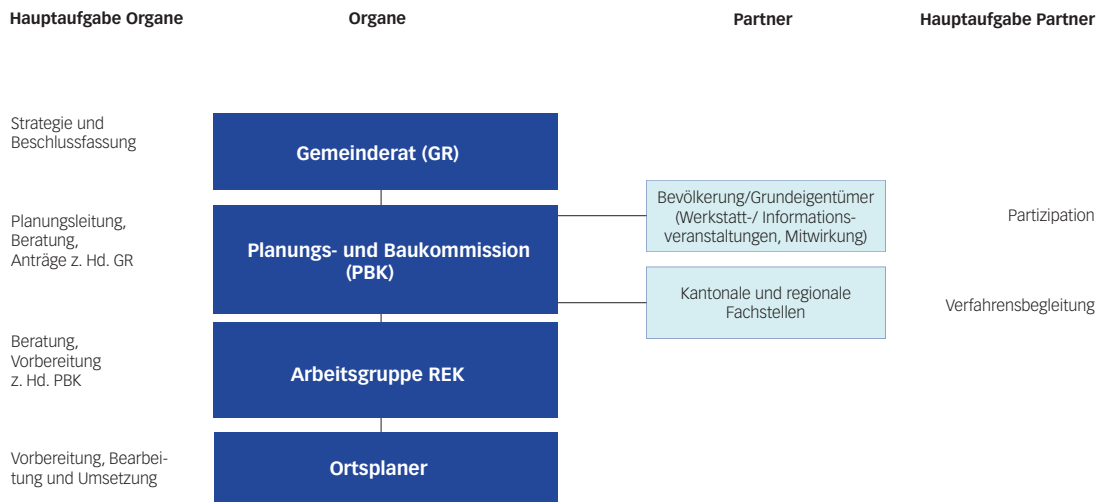 Hauptaufgabe Organe
Organe
Partner
Hauptaufgabe Partner
Strategie und
Beschlussfassung
Gemeinderat (GR)
Planungsleitung,
Beratung,
Anträge z. Hd. GR
Planungs- und Baukommission
(PBK)
Bevölkerung/Grundeigentümer
(Werkstatt-/ Informations-
veranstaltungen, Mitwirkung)
Partizipation
Kantonale und regionale
Fachstellen
Verfahrensbegleitung
Beratung,
Vorbereitung
z. Hd. PBK
Arbeitsgruppe REK
Vorbereitung, Bearbei-
tung und Umsetzung
Ortsplaner